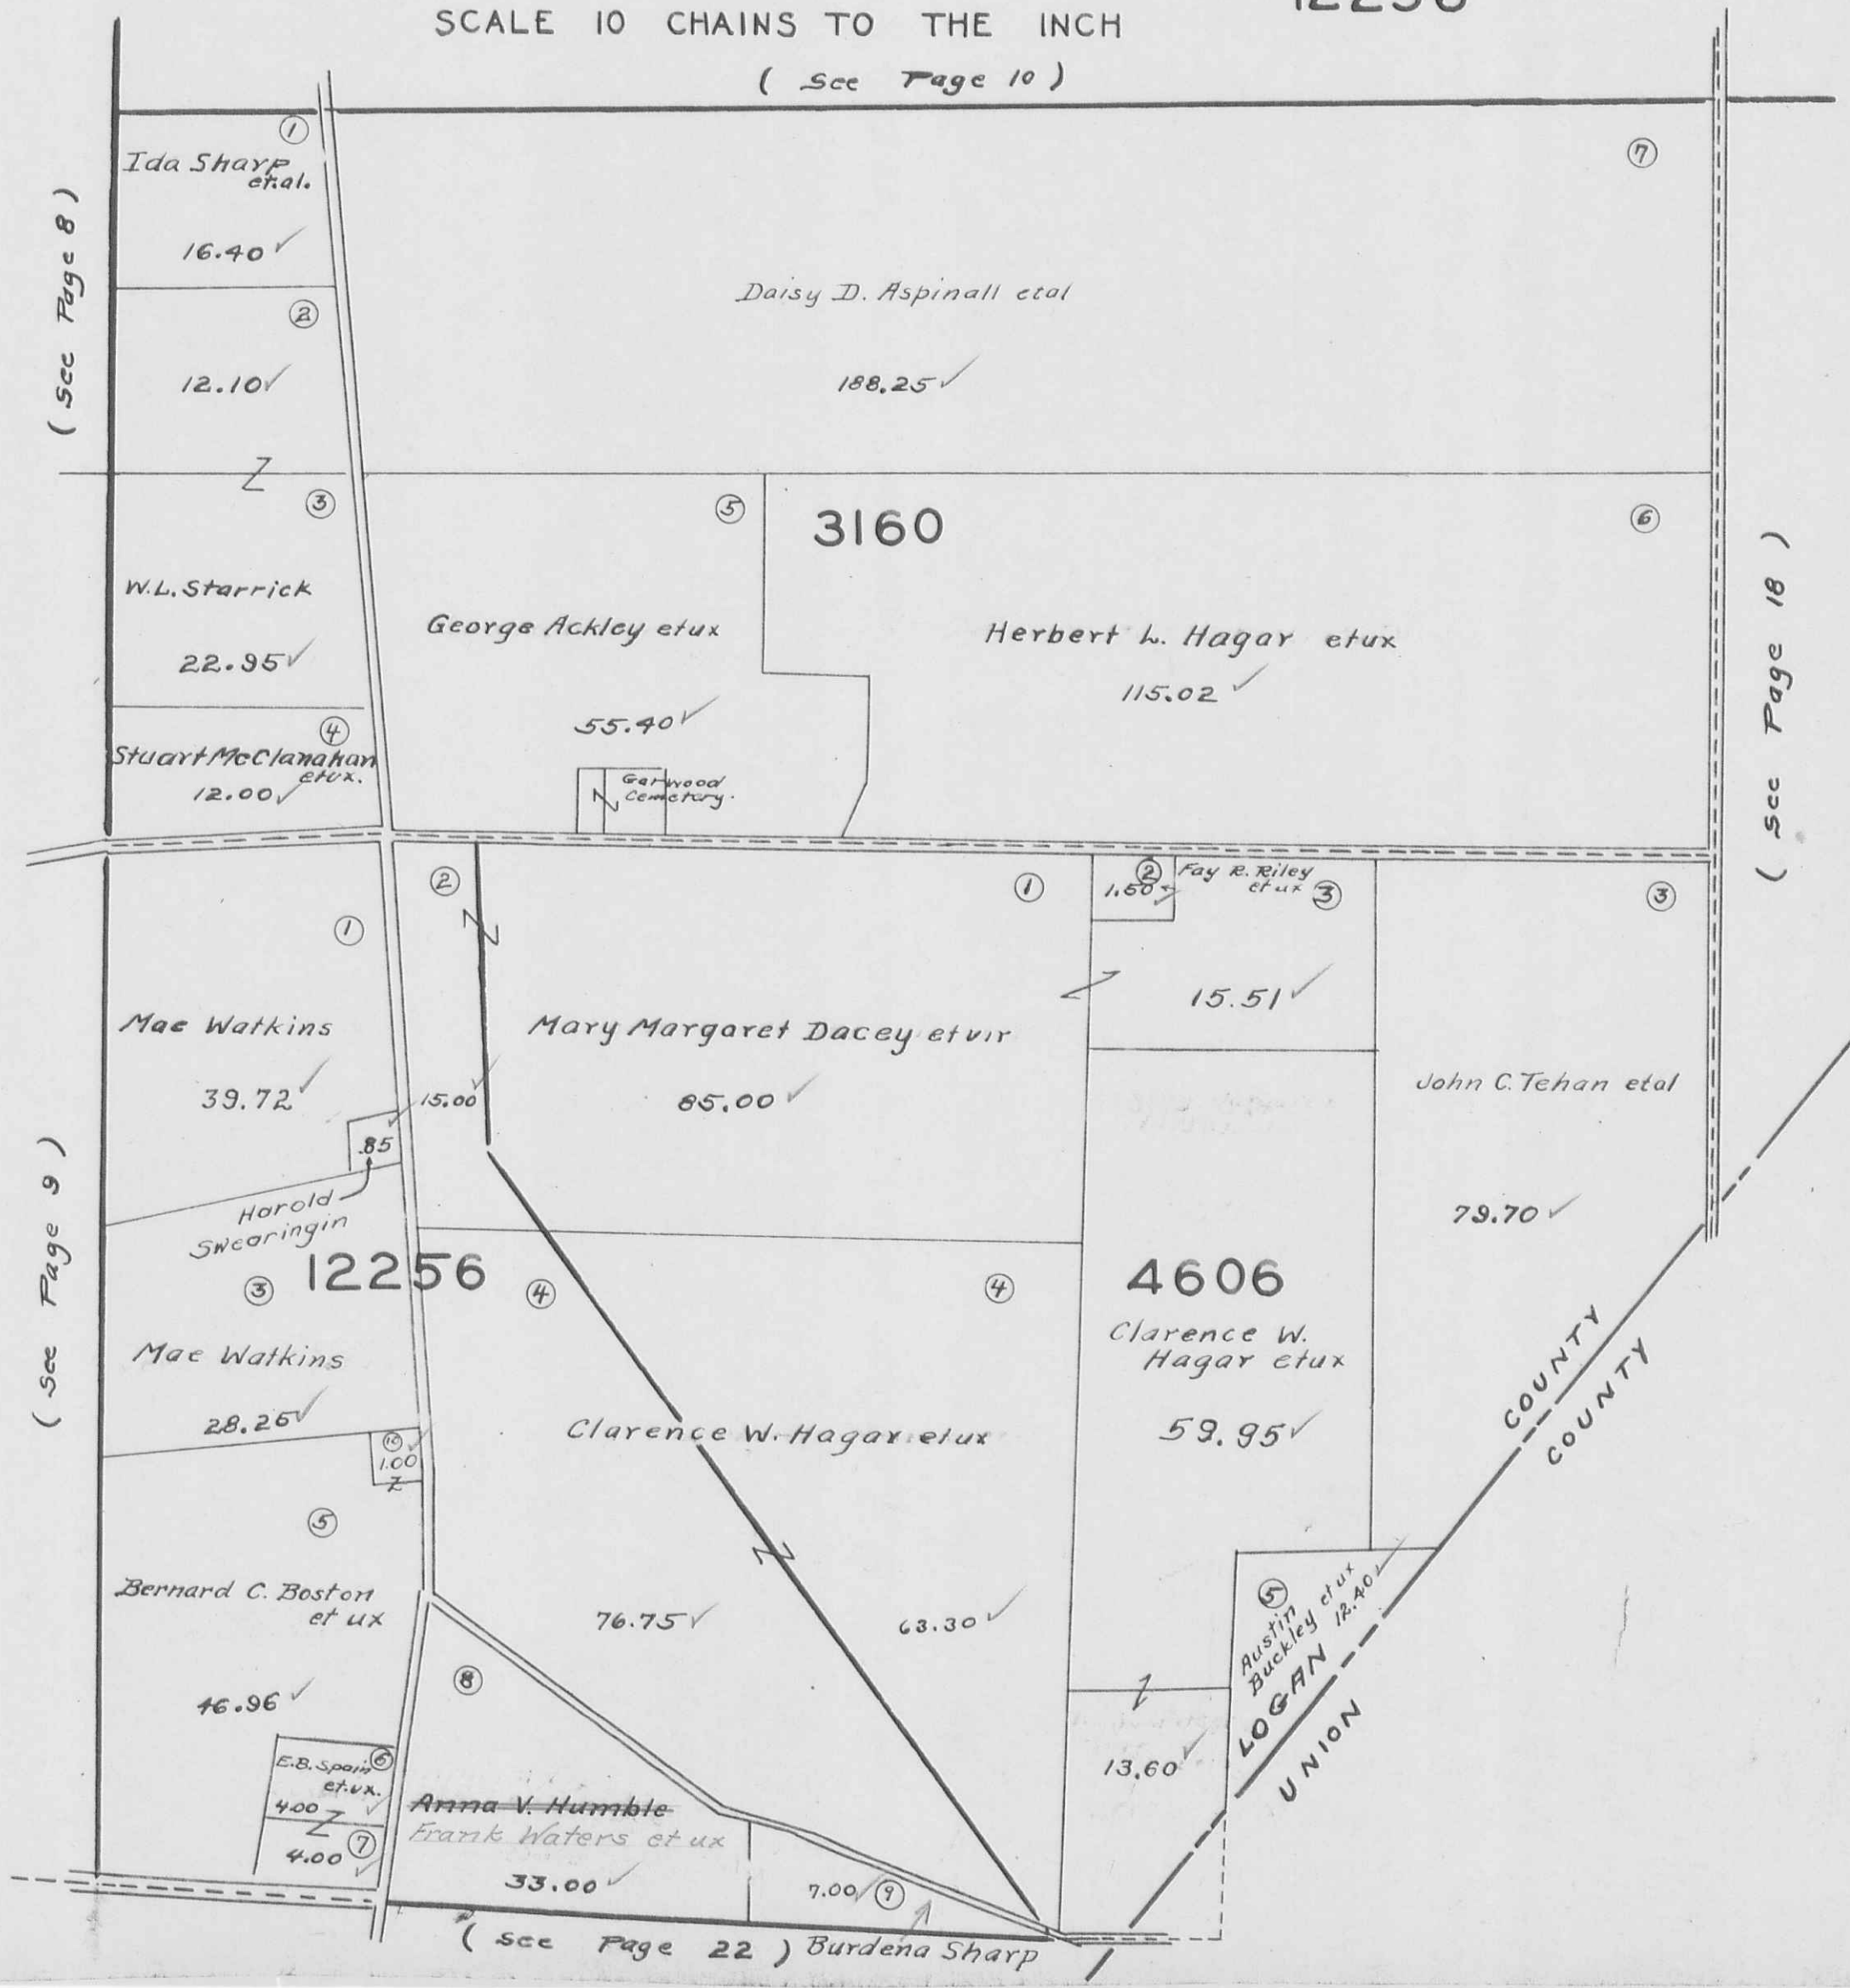 SCALE 10 CHAINS TO THE INCH
12256
( See Page 10 )
( see Page 8 )
1
Ida Sharp
et.al.
16.40
2
12.10
7
Daisy D. Aspinall etal
188.25
3
W.L. Starrick
22.95
4
Stuart McClanahan
etux.
12.00
5
George Ackley etux
55.40
Garwood
Cemetery.
3160
6
Herbert L. Hagar etux
115.02
( see Page 18 )
1
Mae Watkins
39.72
.85
Harold
Swearingin
2
15.00
1
Mary Margaret Dacey et vir
85.00
2
1.50
Fay R. Riley
et ux
3
15.51
3
John C. Tehan etal
79.70
( see Page 9 )
12256
3
Mae Watkins
28.25
4
4
Clarence W. Hagar etux
76.75
63.30
4606
Clarence W.
Hagar etux
59.95
COUNTY
COUNTY
10
1.00
5
Bernard C. Boston
et ux
46.96
6
E.B. Spain
et.ux.
4.00
7
4.00
8
Anna V. Humble
Frank Waters et ux
33.00
7.00
9
13.60
5
Austin
Buckley et ux
12.40
LOGAN
UNION
( see Page 22 )
Burdena Sharp